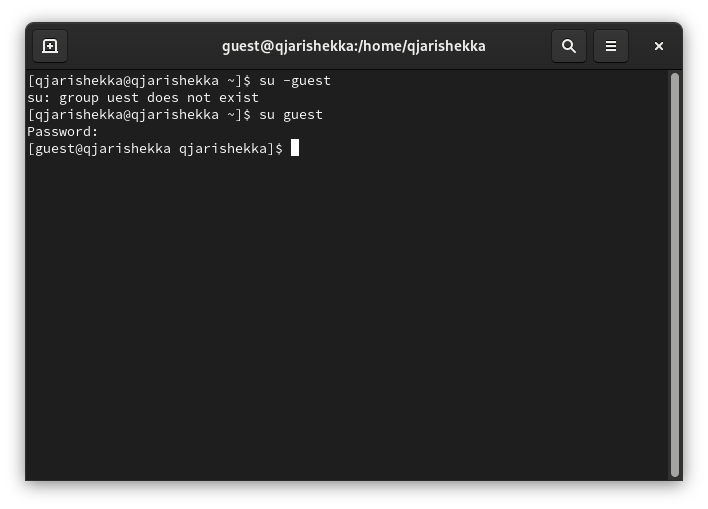 guest@qjarishekka:/home/qjarishekka
[qjarishekka@qjarishekka ~]$ su -guest
su: group uest does not exist
[qjarishekka@qjarishekka ~]$ su guest
Password:
[guest@qjarishekka qjarishekka]$